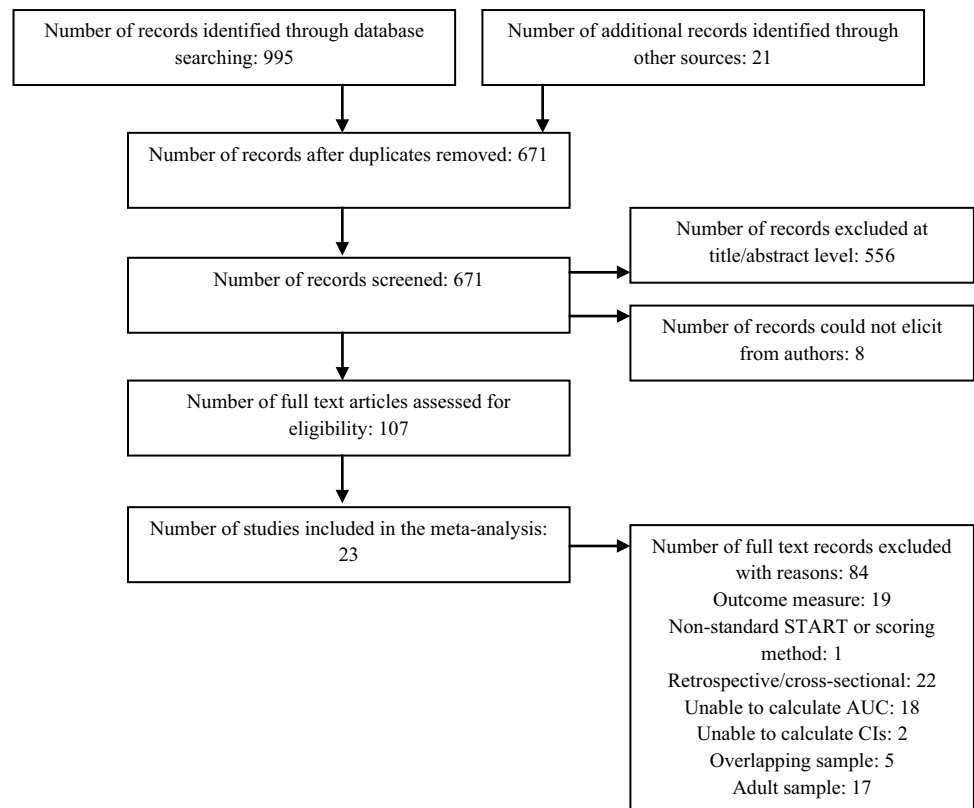 Number of records identified through database
searching: 995
Number of additional records identified through
other sources: 21
Number of records after duplicates removed: 671
Number of records excluded at
title/abstract level: 556
Number of records screened: 671
Number of records could not elicit
from authors: 8
Number of full text articles assessed for
eligibility: 107
Number of studies included in the meta-analysis:
23
Number of full text records excluded
with reasons: 84
Outcome measure: 19
Non-standard START or scoring
method: 1
Retrospective/cross-sectional: 22
Unable to calculate AUC: 18
Unable to calculate CIs: 2
Overlapping sample: 5
Adult sample: 17